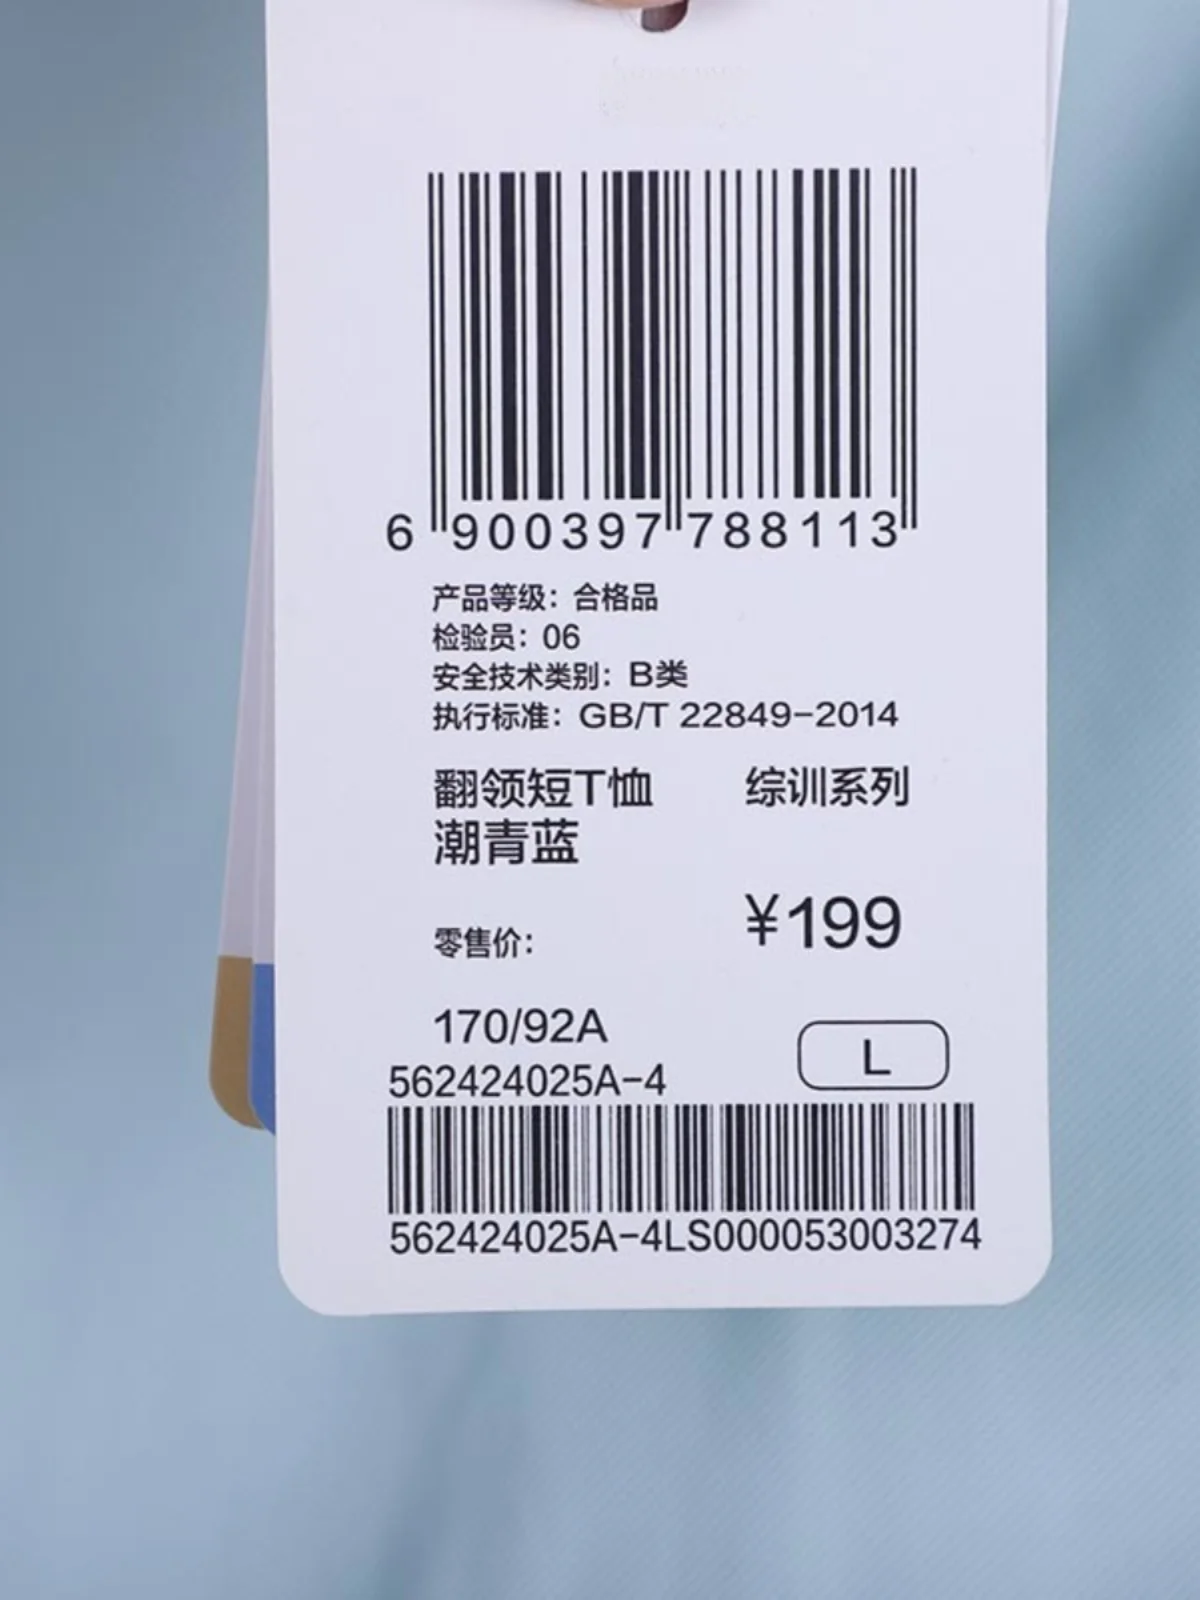 6 900397 788113
产品等级：合格品
检验员：06
安全技术类别：B类
执行标准：GB/T 22849-2014
翻领短T恤 综训系列
潮青蓝
零售价： ¥199
170/92A L
562424025A-4
562424025A-4LS000053003274